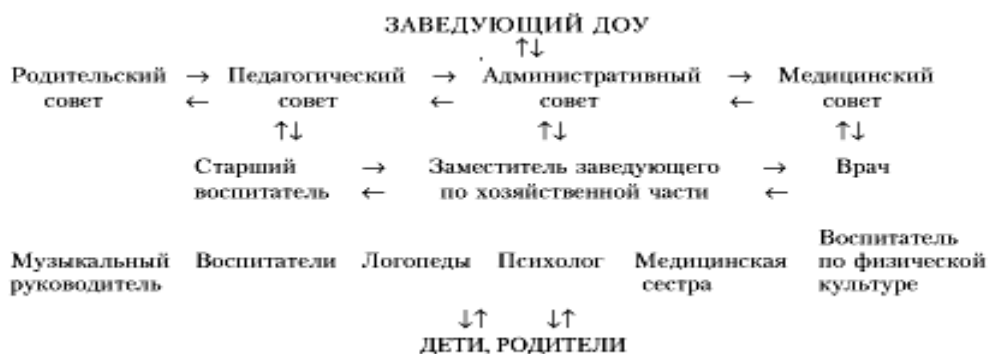 ЗАВЕДУЮЩИЙ ДОУ
↑↓
Родительский → Педагогический → Административный → Медицинский
совет ← совет ← совет ← совет
↑↓ ↑↓ ↑↓
Старший → Заместитель заведующего → Врач
воспитатель ← по хозяйственной части ←
Воспитатель
Музыкальный Воспитатели Логопеды Психолог Медицинская по физической
руководитель сестра культуре
↓↑ ↓↑
ДЕТИ, РОДИТЕЛИ